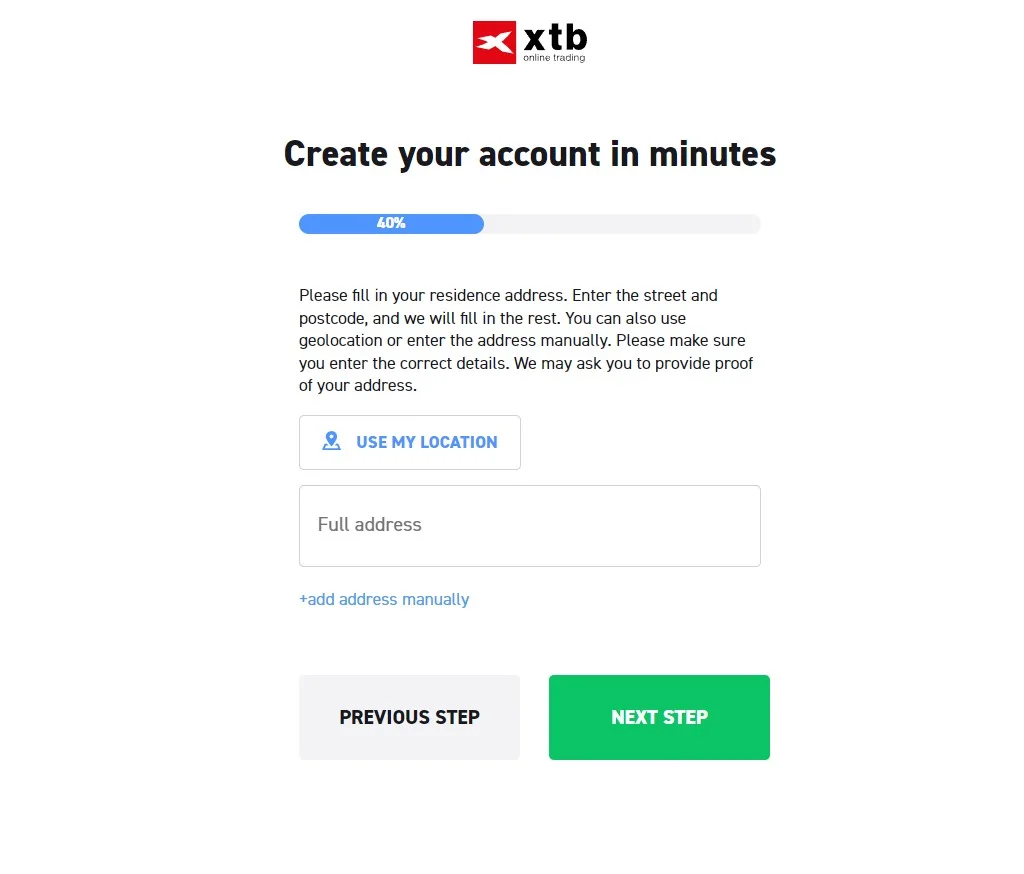 xtb
online trading
Create your account in minutes
40%
Please fill in your residence address. Enter the street and
postcode, and we will fill in the rest. You can also use
geolocation or enter the address manually. Please make sure
you enter the correct details. We may ask you to provide proof
of your address.
USE MY LOCATION
Full address
+add address manually
PREVIOUS STEP
NEXT STEP